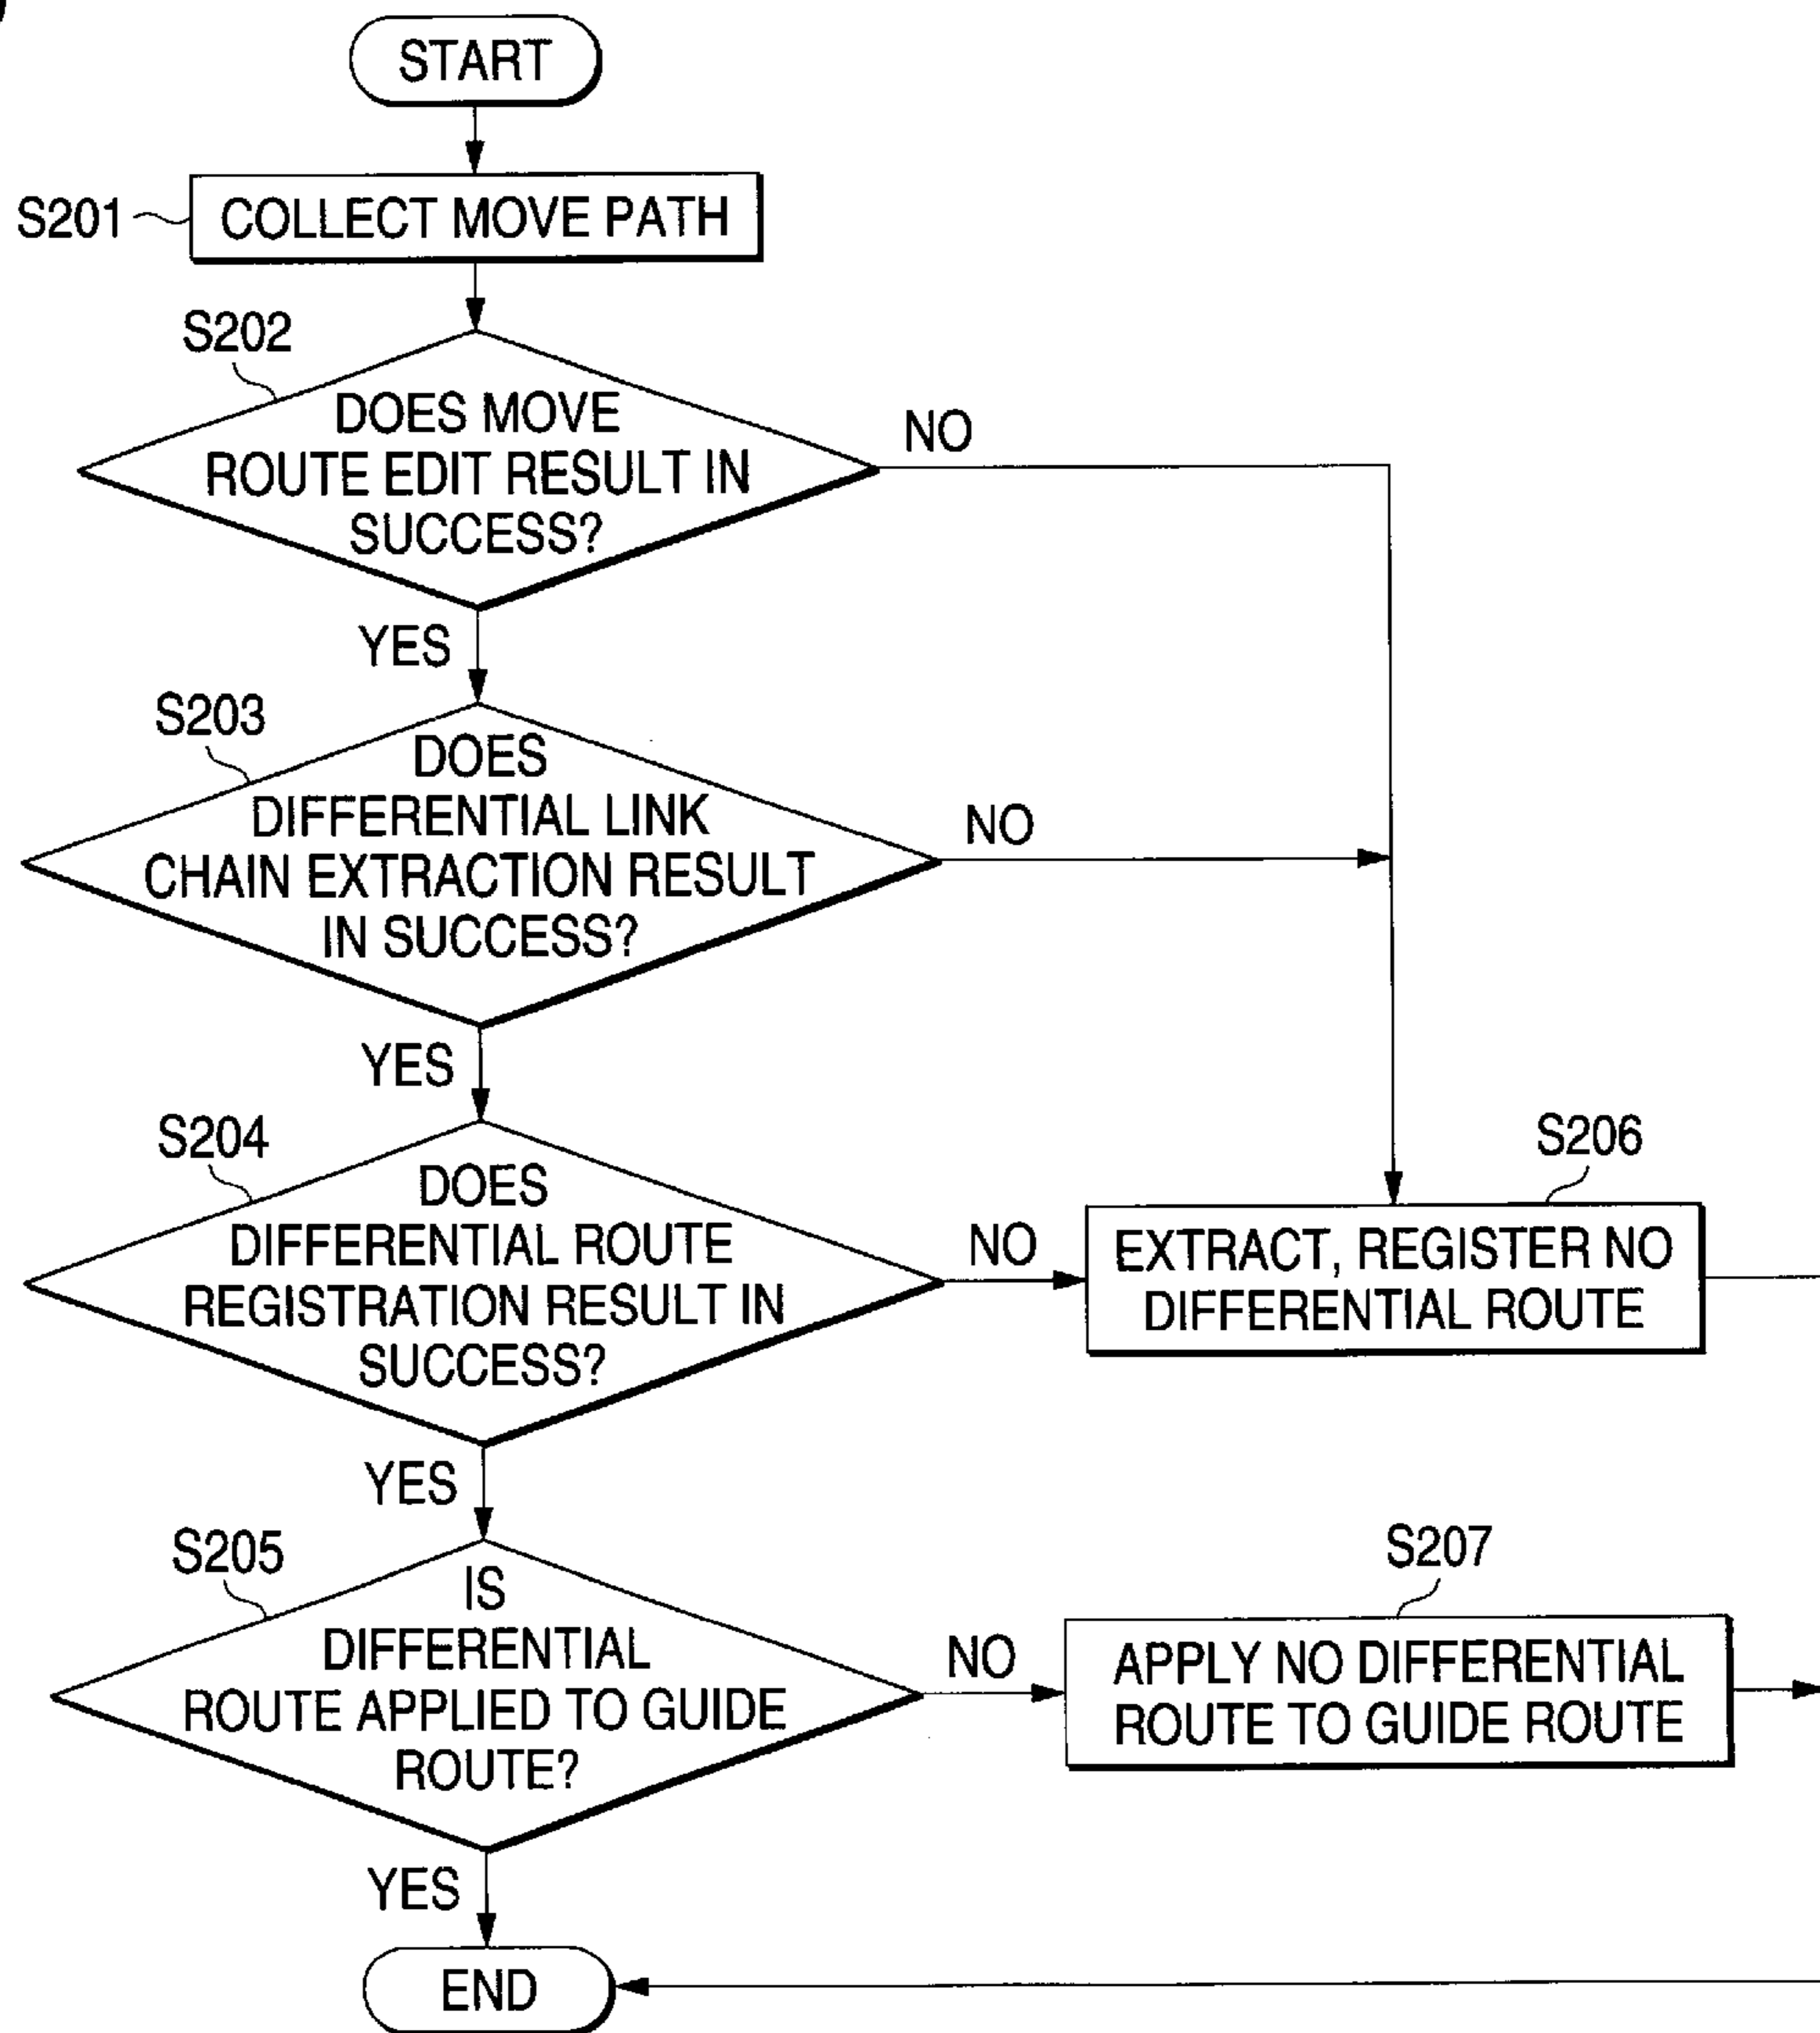 START
S201
COLLECT MOVE PATH
S202
DOES MOVE
ROUTE EDIT RESULT IN
SUCCESS?
NO
YES
S203
DOES
DIFFERENTIAL LINK
CHAIN EXTRACTION RESULT
IN SUCCESS?
NO
YES
S204
DOES
DIFFERENTIAL ROUTE
REGISTRATION RESULT IN
SUCCESS?
NO
S206
EXTRACT, REGISTER NO
DIFFERENTIAL ROUTE
YES
S205
IS
DIFFERENTIAL
ROUTE APPLIED TO GUIDE
ROUTE?
NO
S207
APPLY NO DIFFERENTIAL
ROUTE TO GUIDE ROUTE
YES
END